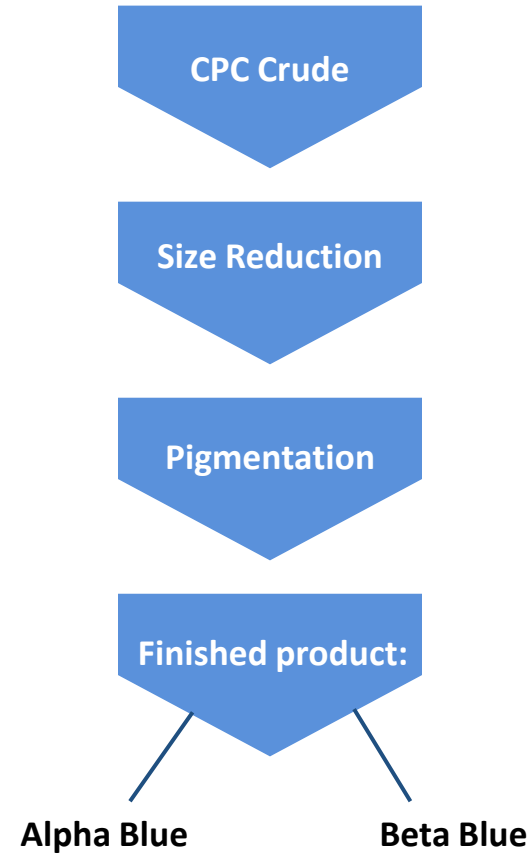 CPC Crude
Size Reduction
Pigmentation
Finished product:
Alpha Blue
Beta Blue